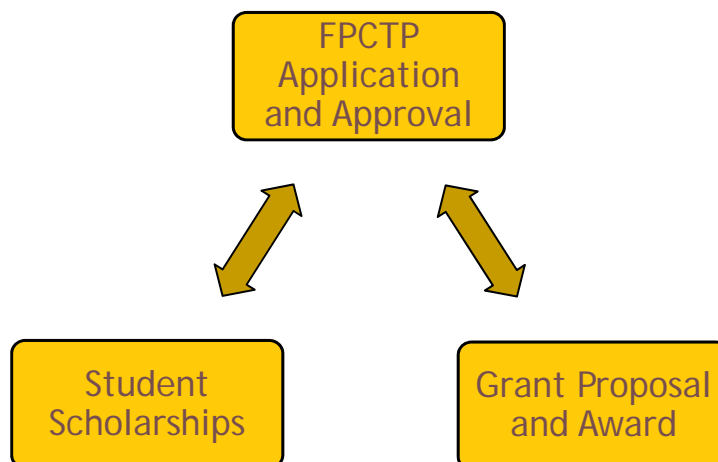 FPCTP
Application
and Approval
Student
Scholarships
Grant Proposal
and Award